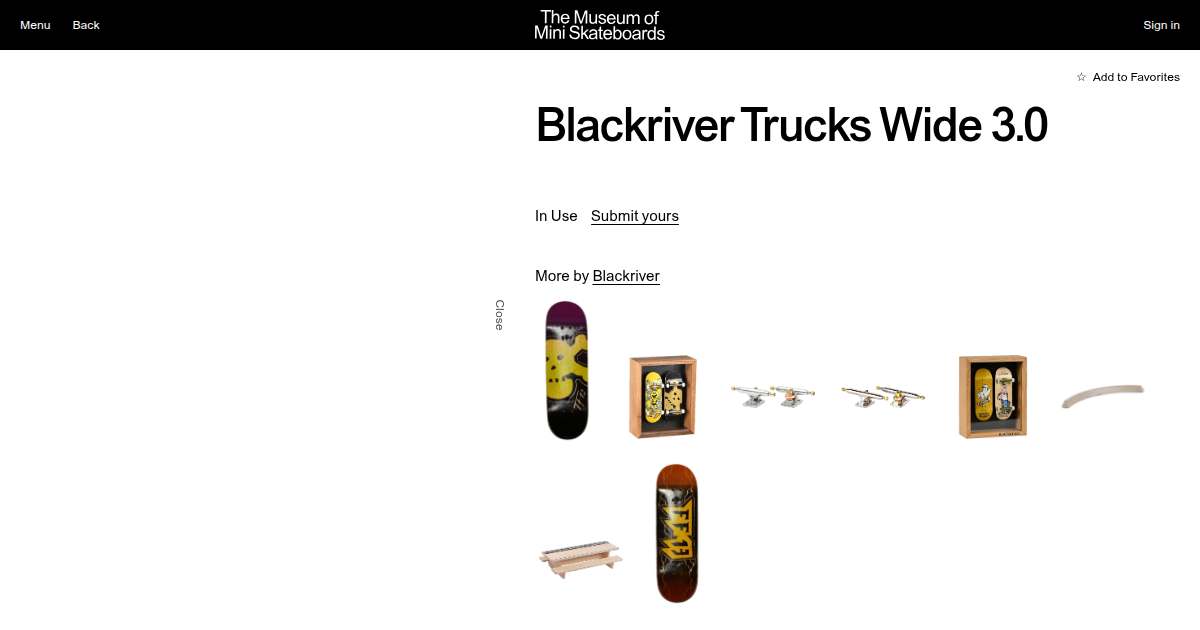 Menu
Back
The Museum of
Mini Skateboards
Sign in
☆ Add to Favorites
Blackriver Trucks Wide 3.0
In Use
Submit yours
More by Blackriver
Close